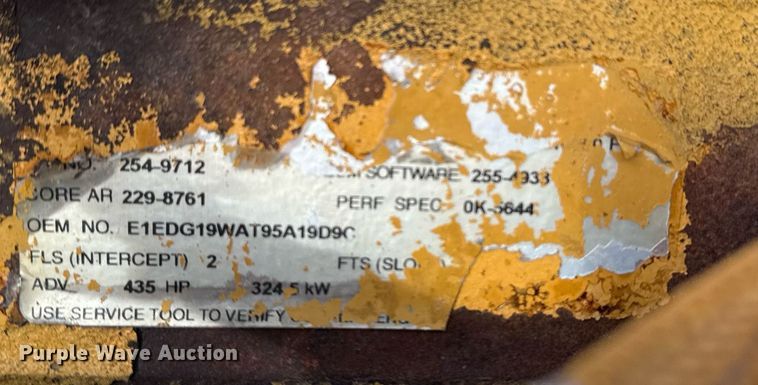 NO. 254-9712 SOFTWARE 255-4933
CORE AR 229-8761 PERF SPEC 0K-5644
OEM NO. E1EDG19WAT95A19D9C
FLS (INTERCEPT) 2 FTS (SLO
ADV 435 HP 324.5 kW
USE SERVICE TOOL TO VERIFY
Purple Wave Auction